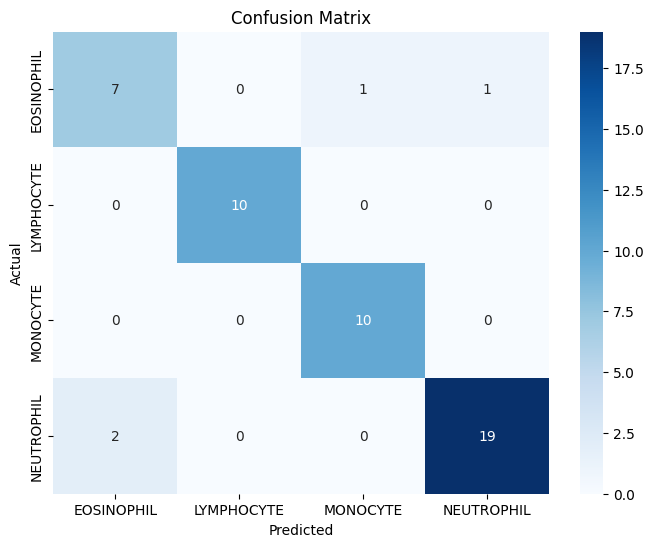 Confusion Matrix
EOSINOPHIL
7 0 1 1
LYMPHOCYTE
0 10 0 0
MONOCYTE
0 0 10 0
NEUTROPHIL
2 0 0 19
Actual
EOSINOPHIL LYMPHOCYTE MONOCYTE NEUTROPHIL
Predicted
17.5
15.0
12.5
10.0
7.5
5.0
2.5
0.0